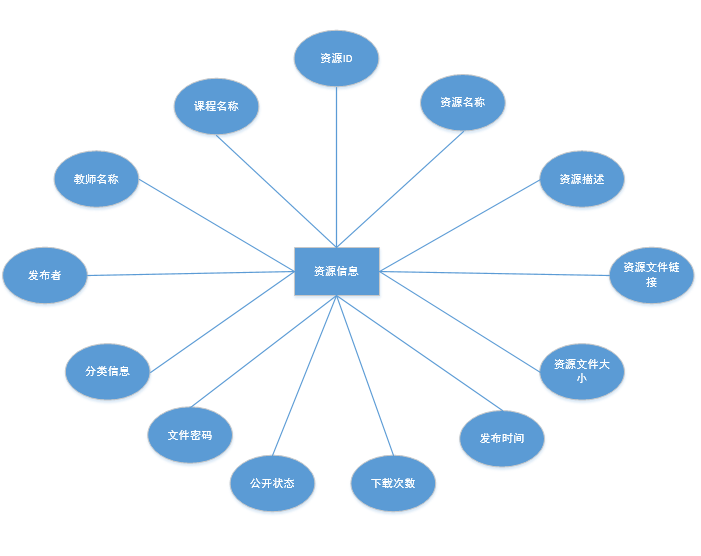 资源ID
课程名称
资源名称
教师名称
资源描述
发布者
资源信息
资源文件链
接
分类信息
资源文件大
小
文件密码
发布时间
公开状态
下载次数